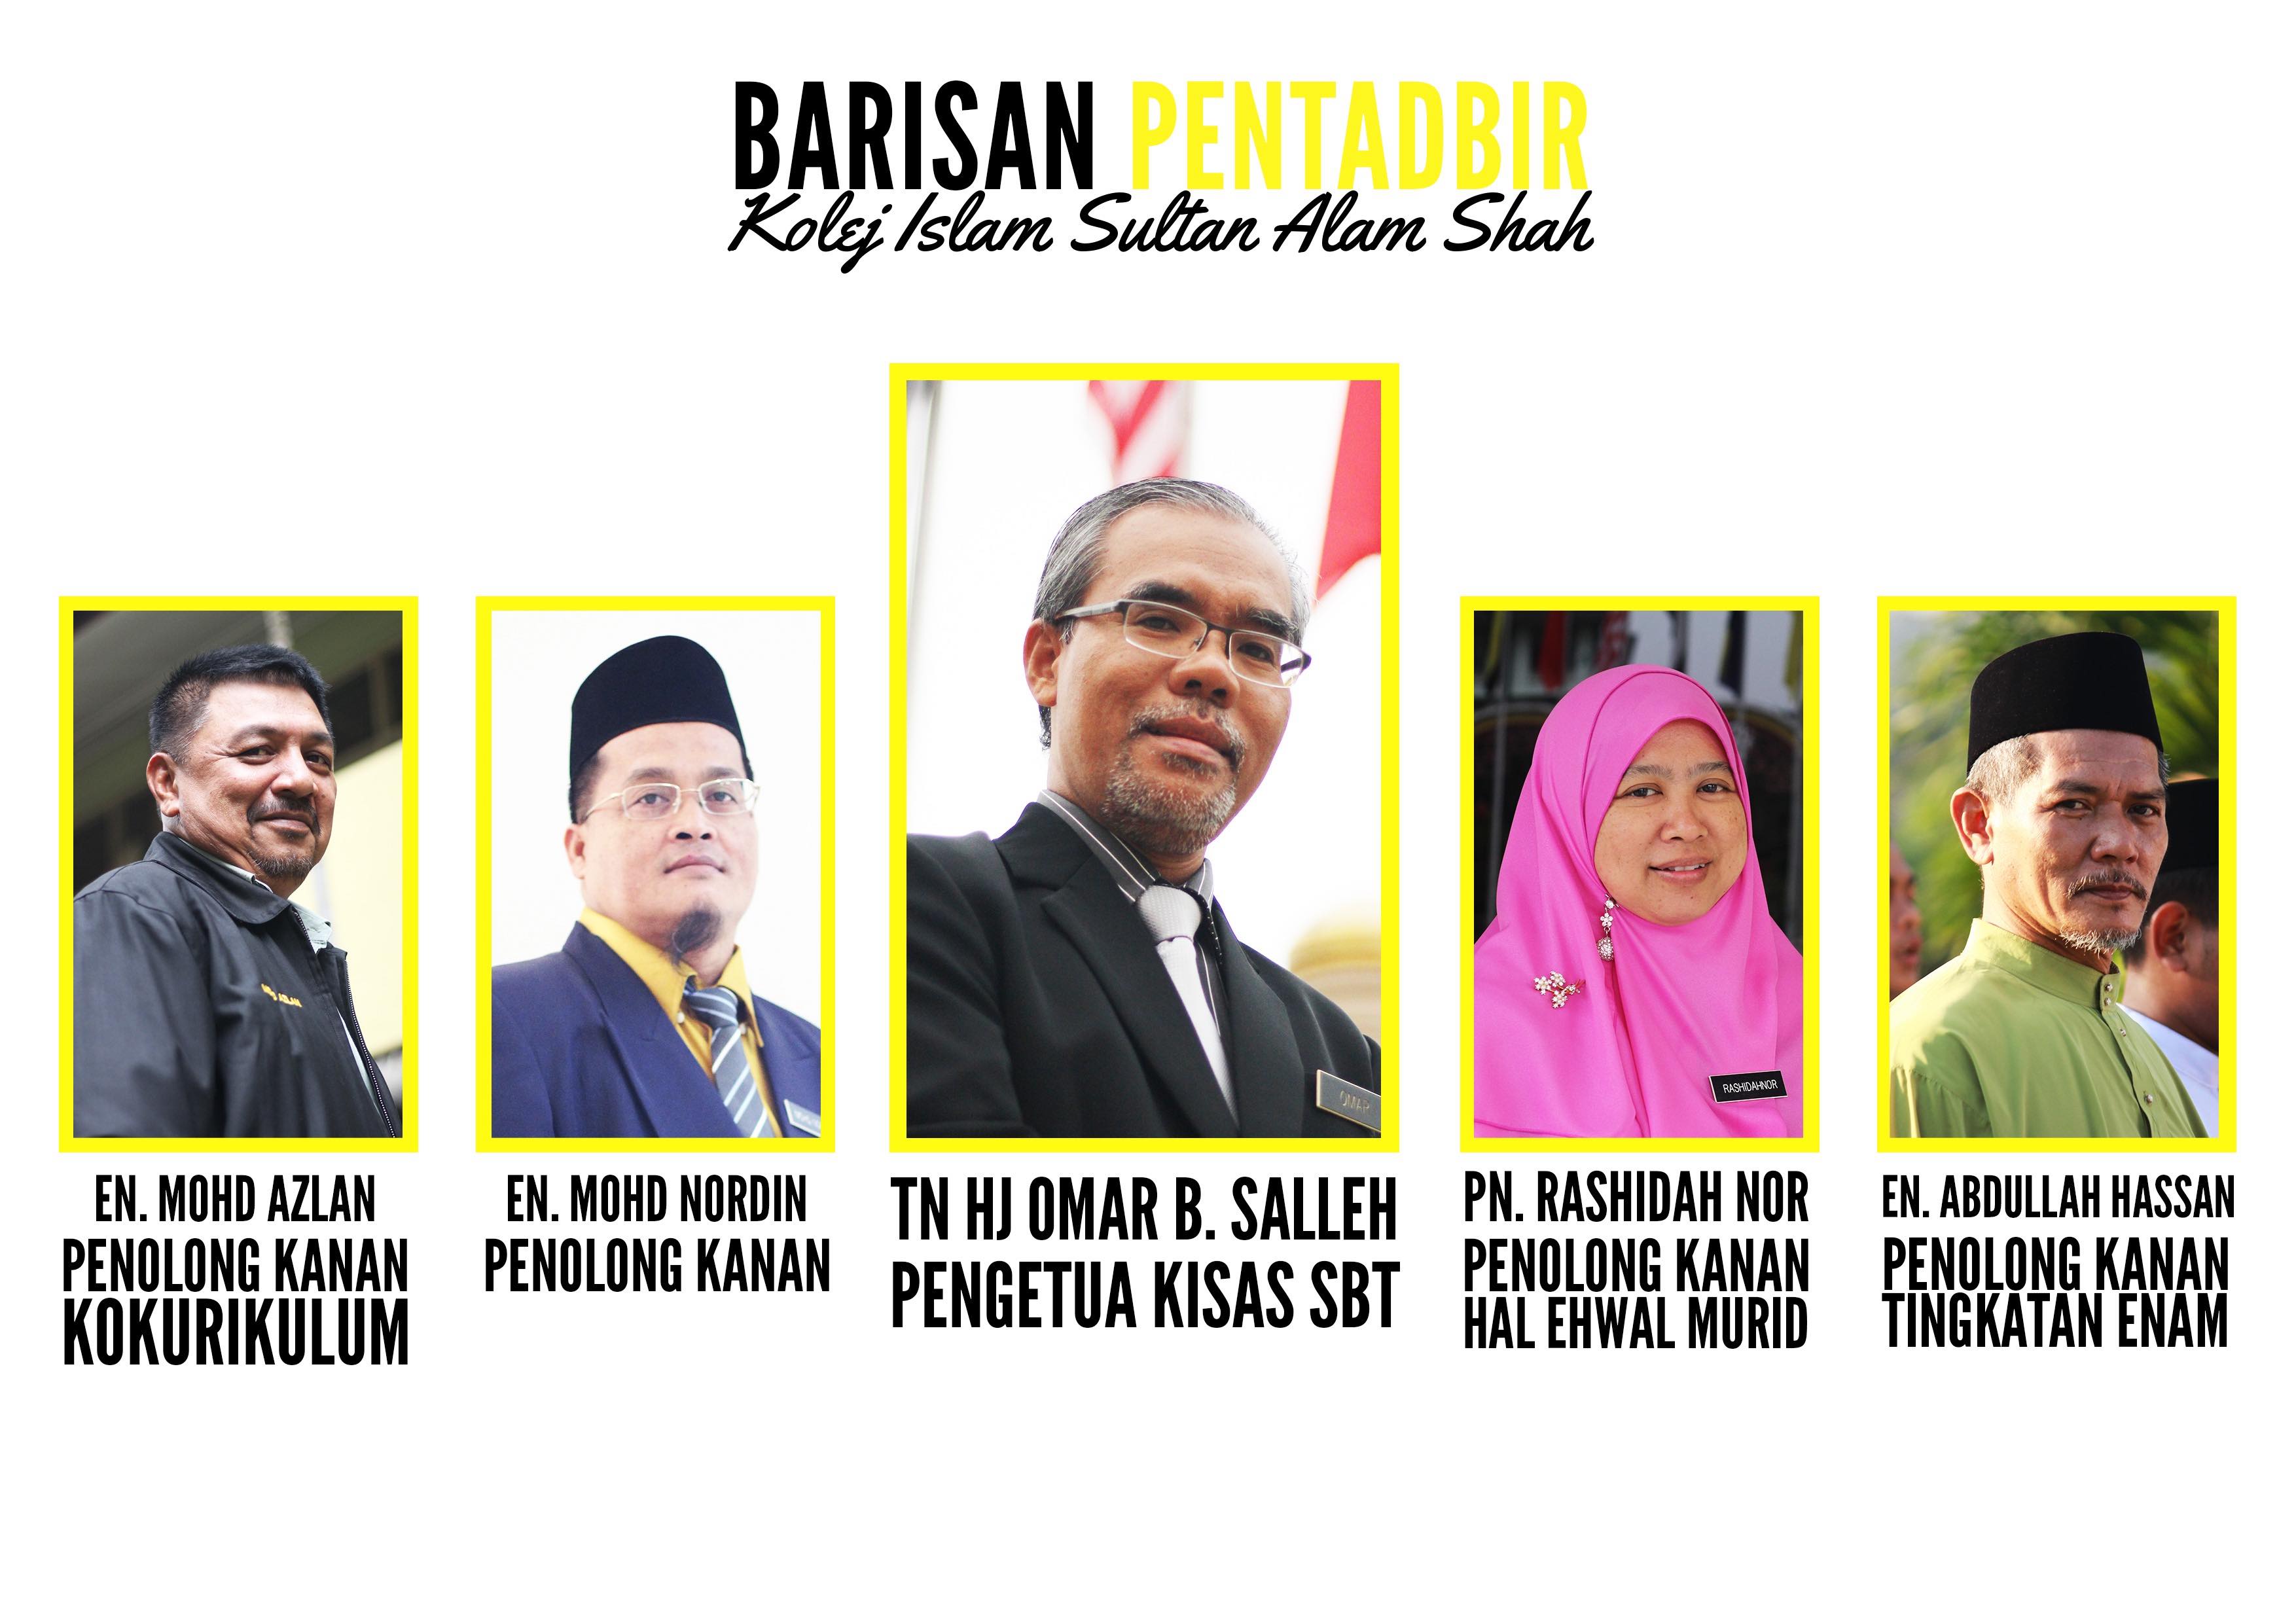 BARISAN PENTADBIR
Kolej Islam Sultan Alam Shah
AZLAN
OMAR
RASHIDAHNOR
EN. MOHD AZLAN
PENOLONG KANAN
KOKURIKULUM
EN. MOHD NORDIN
PENOLONG KANAN
TN HJ OMAR B. SALLEH
PENGETUA KISAS SBT
PN. RASHIDAH NOR
PENOLONG KANAN
HAL EHWAL MURID
EN. ABDULLAH HASSAN
PENOLONG KANAN
TINGKATAN ENAM